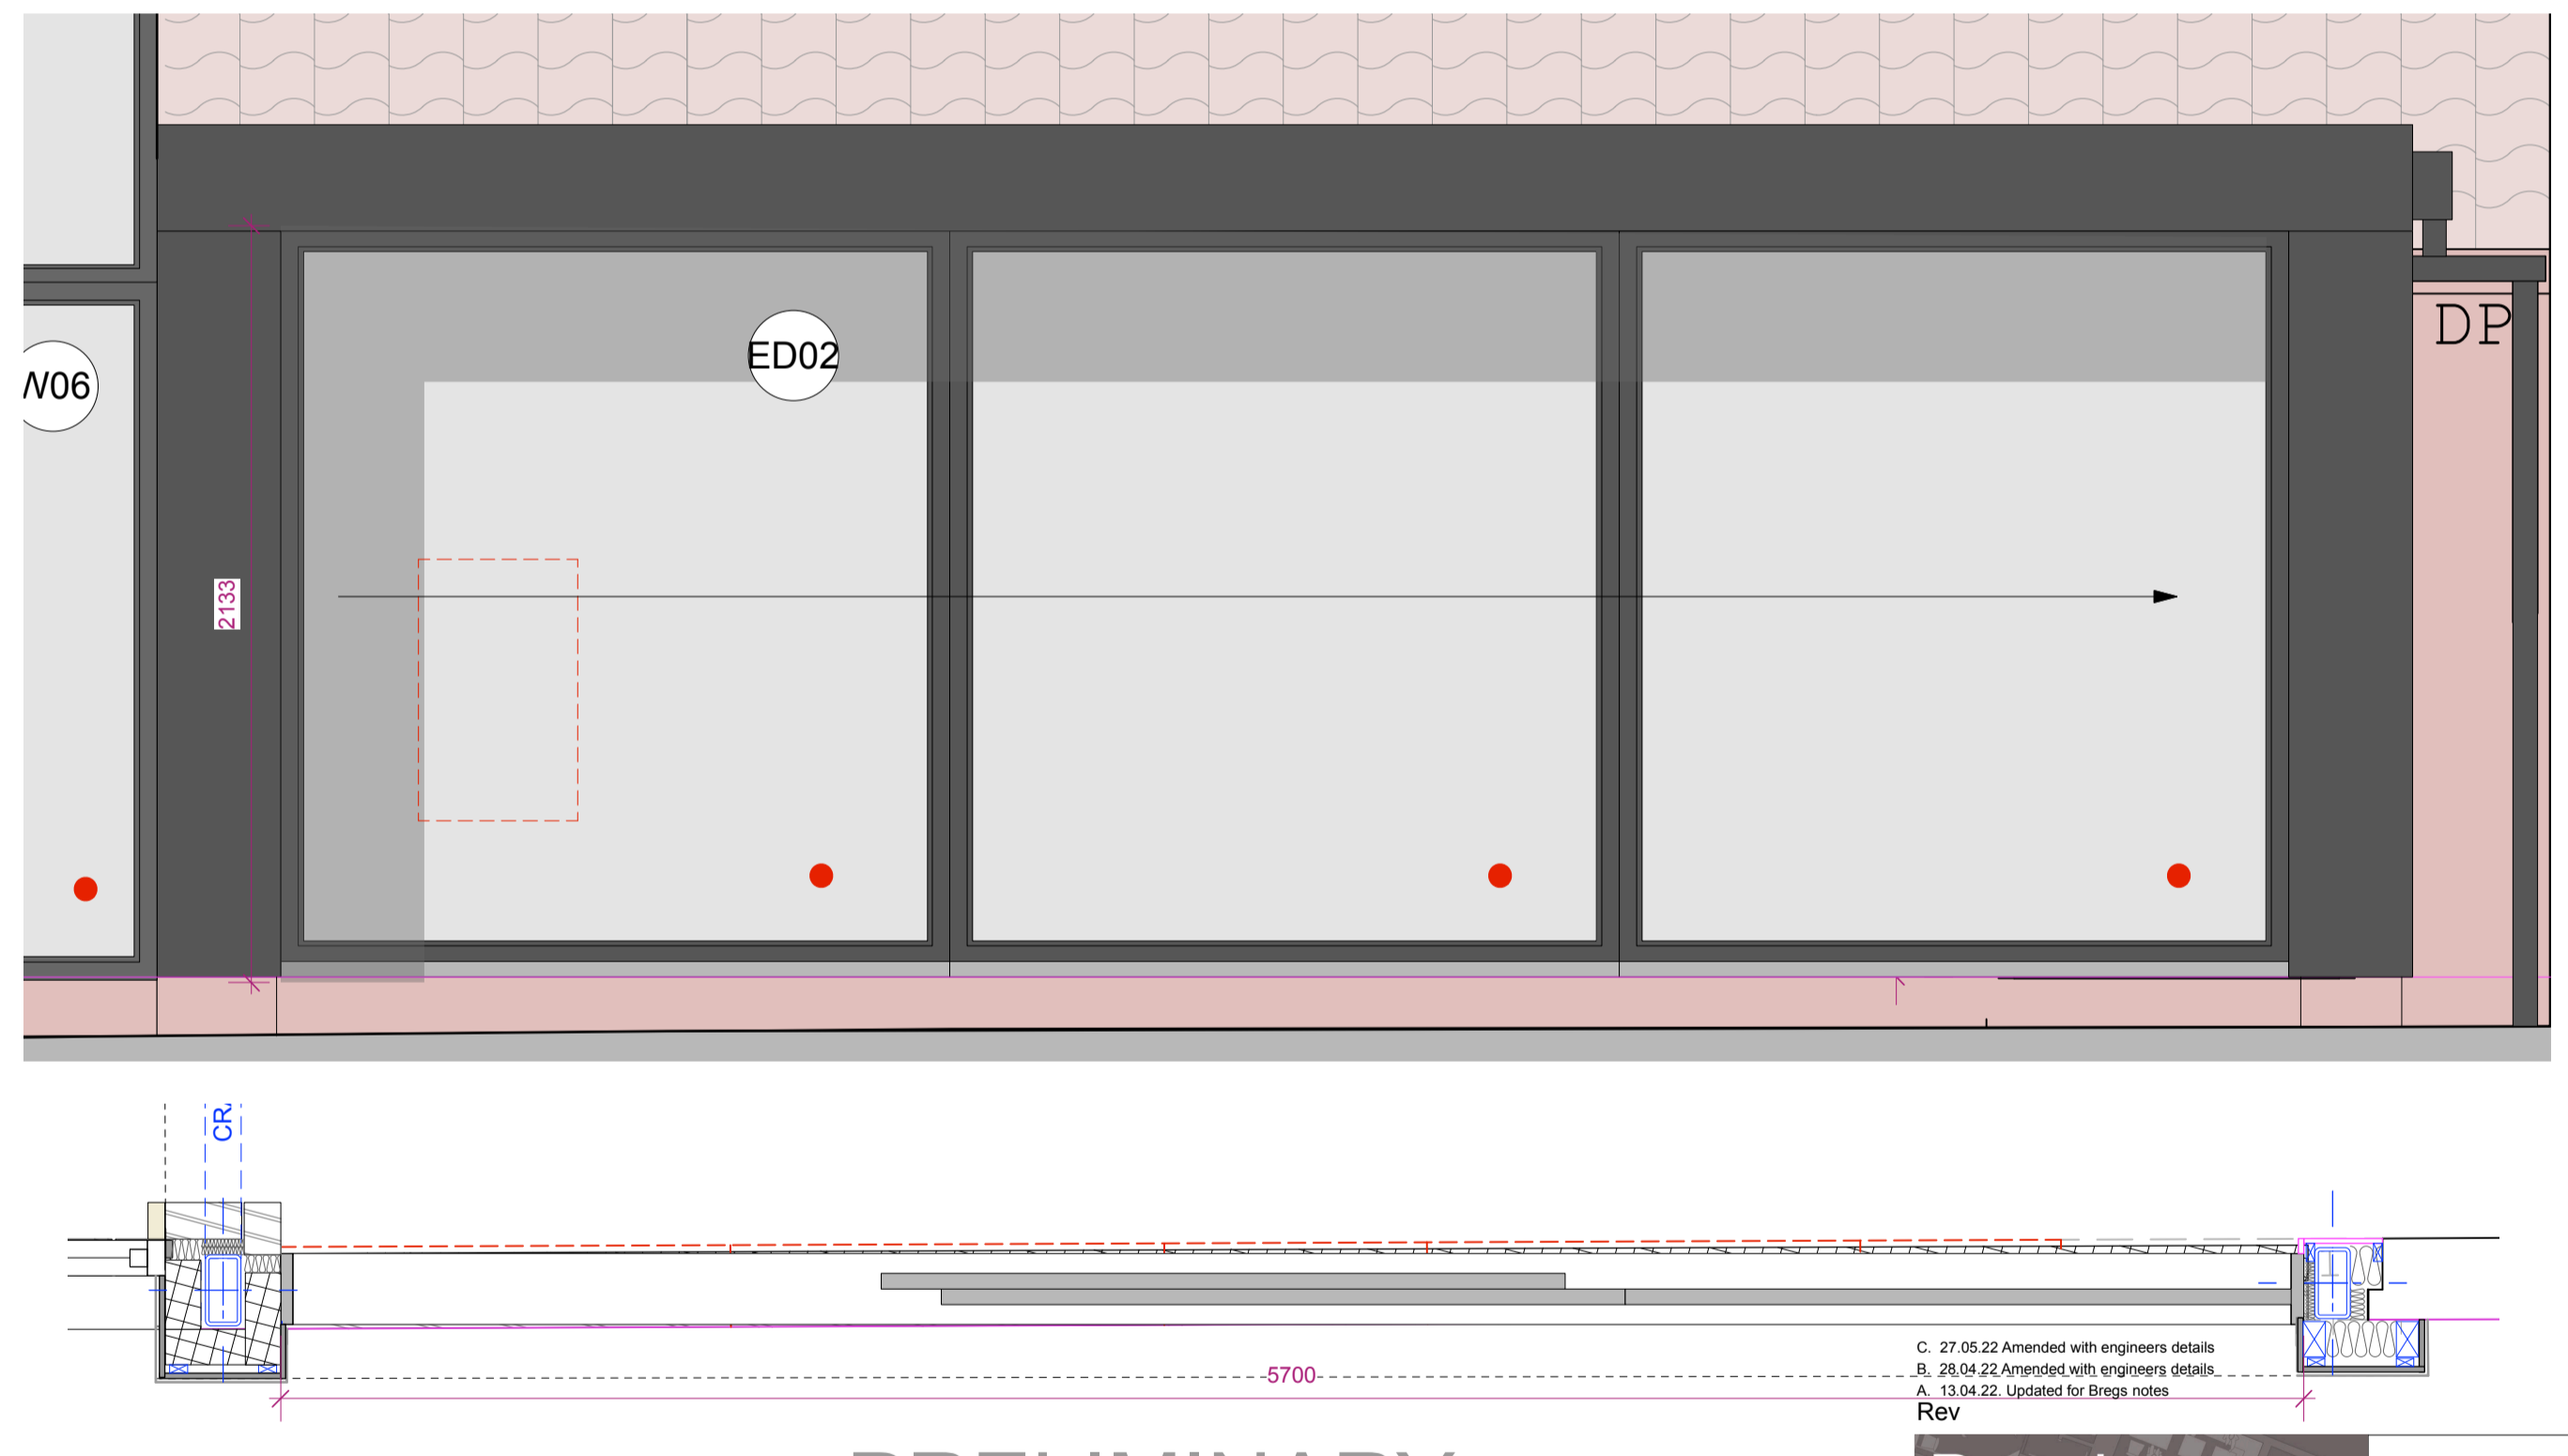 ED02
W06
DP
2133
CR.
5700
C. 27.05.22 Amended with engineers details
B. 28.04.22 Amended with engineers details
A. 13.04.22. Updated for Bregs notes
Rev
PRELIMINARY